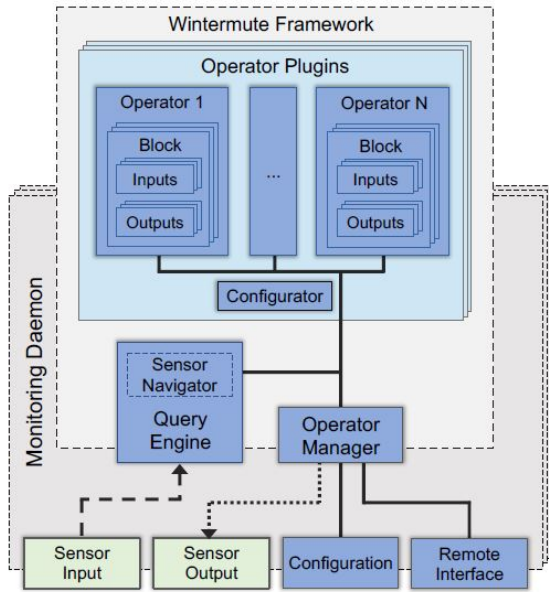 Wintermute Framework
Operator Plugins
Operator 1
Block
Inputs
Outputs
...
Operator N
Block
Inputs
Outputs
Configurator
Monitoring Daemon
Sensor
Navigator
Query
Engine
Operator
Manager
Sensor
Input
Sensor
Output
Configuration
Remote
Interface